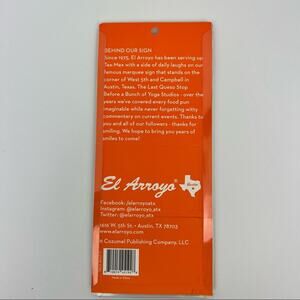 BEHIND OUR SIGN
Since 1975, El Arroyo has been serving up
Tex-Mex with a side of daily laughs on our
famous marquee sign that stands on the
corner of West 5th and Campbell in
Austin, Texas. The Last Queso Stop
Before a Bunch of Yoga Studios - over the
years we've covered every food pun
imaginable while never forgetting witty
commentary on current events. Thanks to
you and all of our followers - thanks for
smiling. We hope to bring you years of
smiles to come!
El Arroyo®
Facebook: /elarroyoatx
Instagram: @elarroyo_atx
Twitter: @elarroyo_atx
1624 W. 5th St. • Austin, TX 78703
www.elarroyo.com
Cozumel Publishing Company, LLC